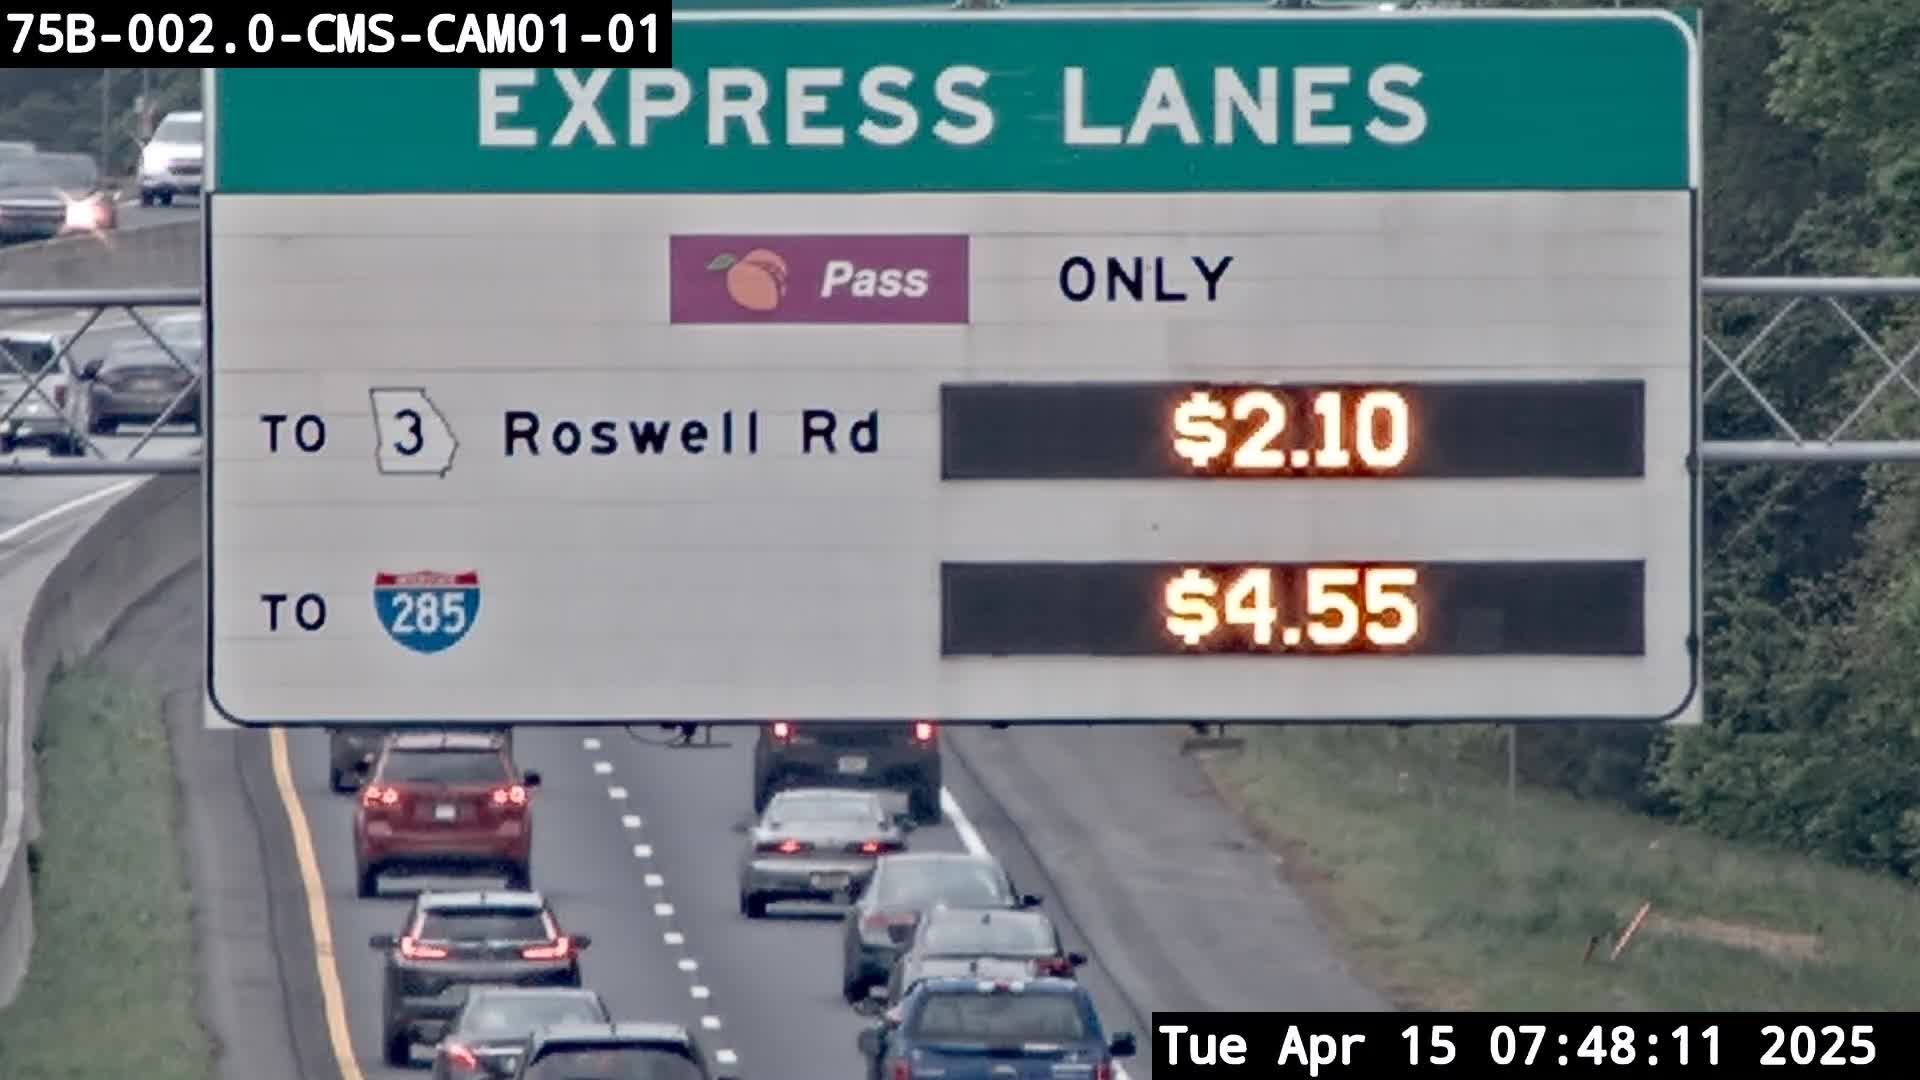 75B-002.0-CMS-CAM01-01
EXPRESS LANES
Pass ONLY
TO 3 Roswell Rd $2.10
TO 285 $4.55
Tue Apr 15 07:48:11 2025